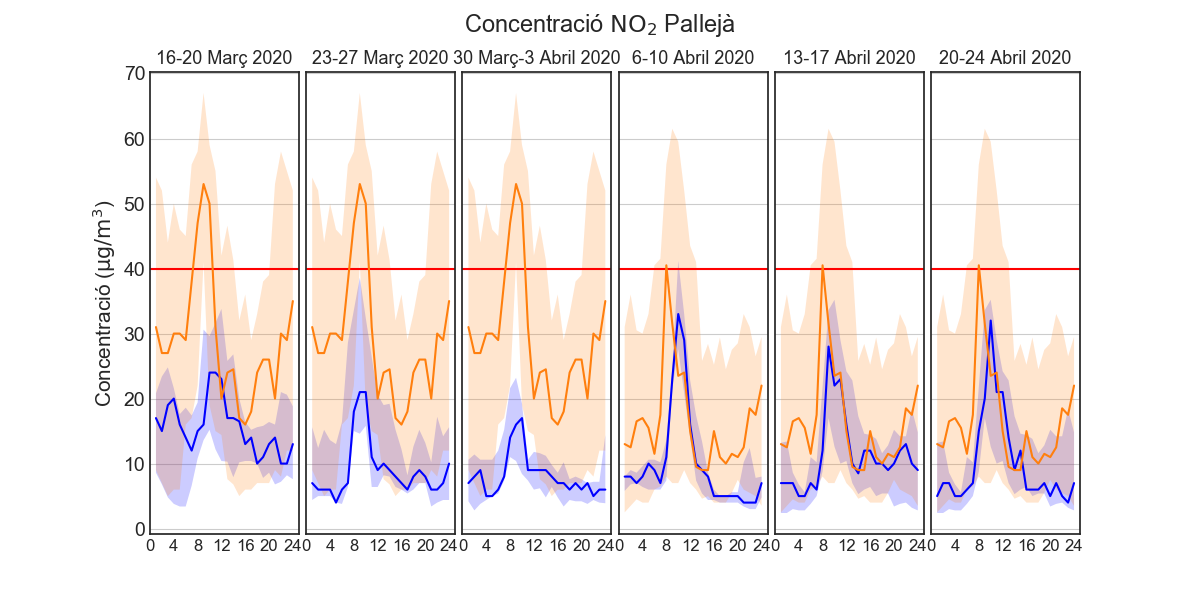 Concentració NO₂ Pallejà
16-20 Març 2020 23-27 Març 2020 30 Març-3 Abril 2020 6-10 Abril 2020 13-17 Abril 2020 20-24 Abril 2020
Concentració (µg/m³)
70
60
50
40
30
20
10
0
0 4 8 12 16 20 24 0 4 8 12 16 20 24 0 4 8 12 16 20 24 0 4 8 12 16 20 24 0 4 8 12 16 20 24 0 4 8 12 16 20 24